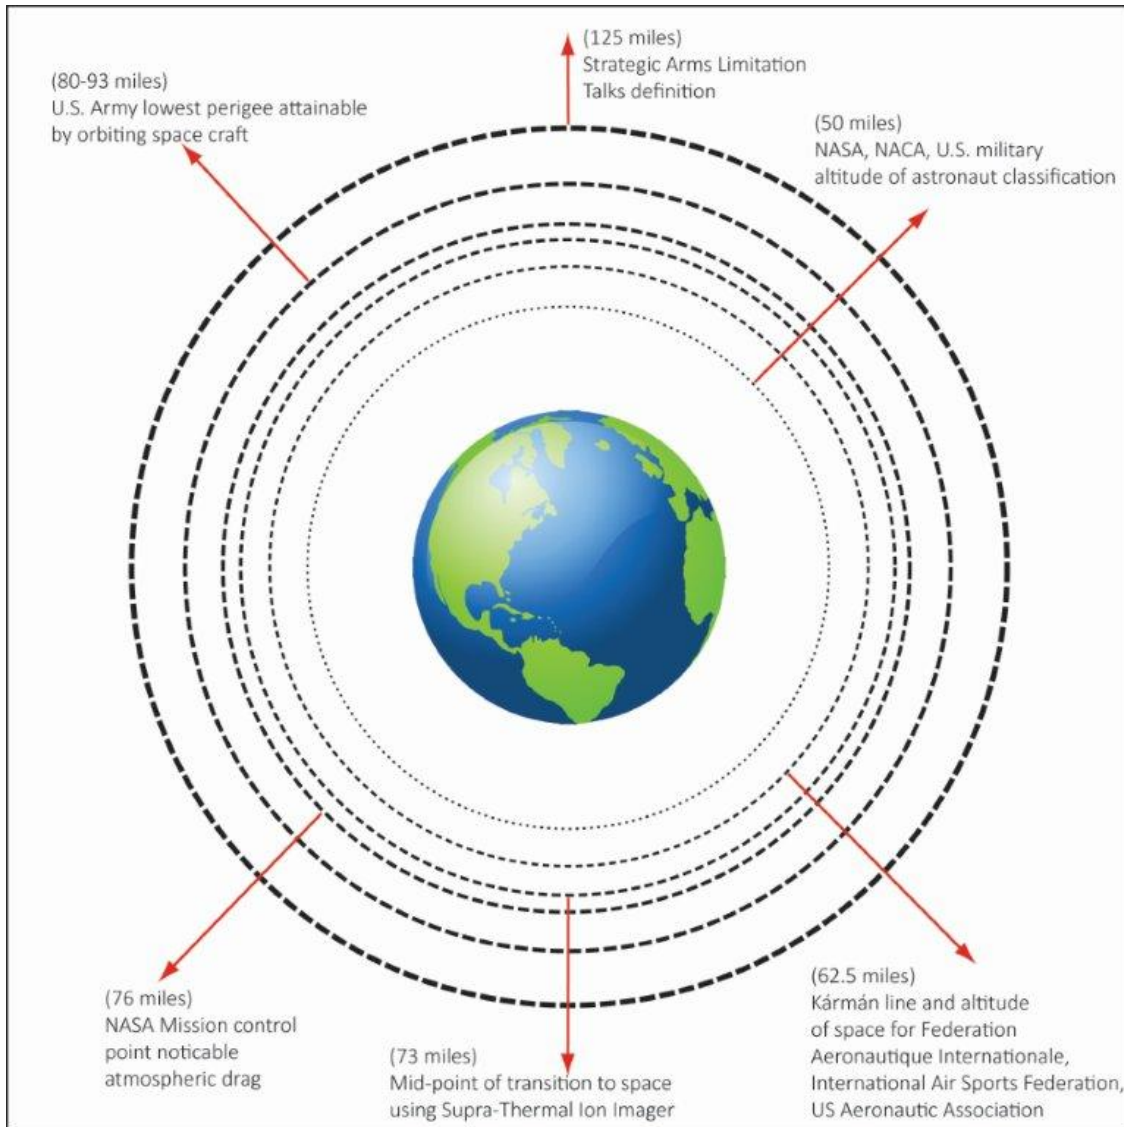 (125 miles)
Strategic Arms Limitation
Talks definition
(80-93 miles)
U.S. Army lowest perigee attainable
by orbiting space craft
(50 miles)
NASA, NACA, U.S. military
altitude of astronaut classification
(76 miles)
NASA Mission control
point noticable
atmospheric drag
(73 miles)
Mid-point of transition to space
using Supra-Thermal Ion Imager
(62.5 miles)
Kármán line and altitude
of space for Federation
Aeronautique Internationale,
International Air Sports Federation,
US Aeronautic Association